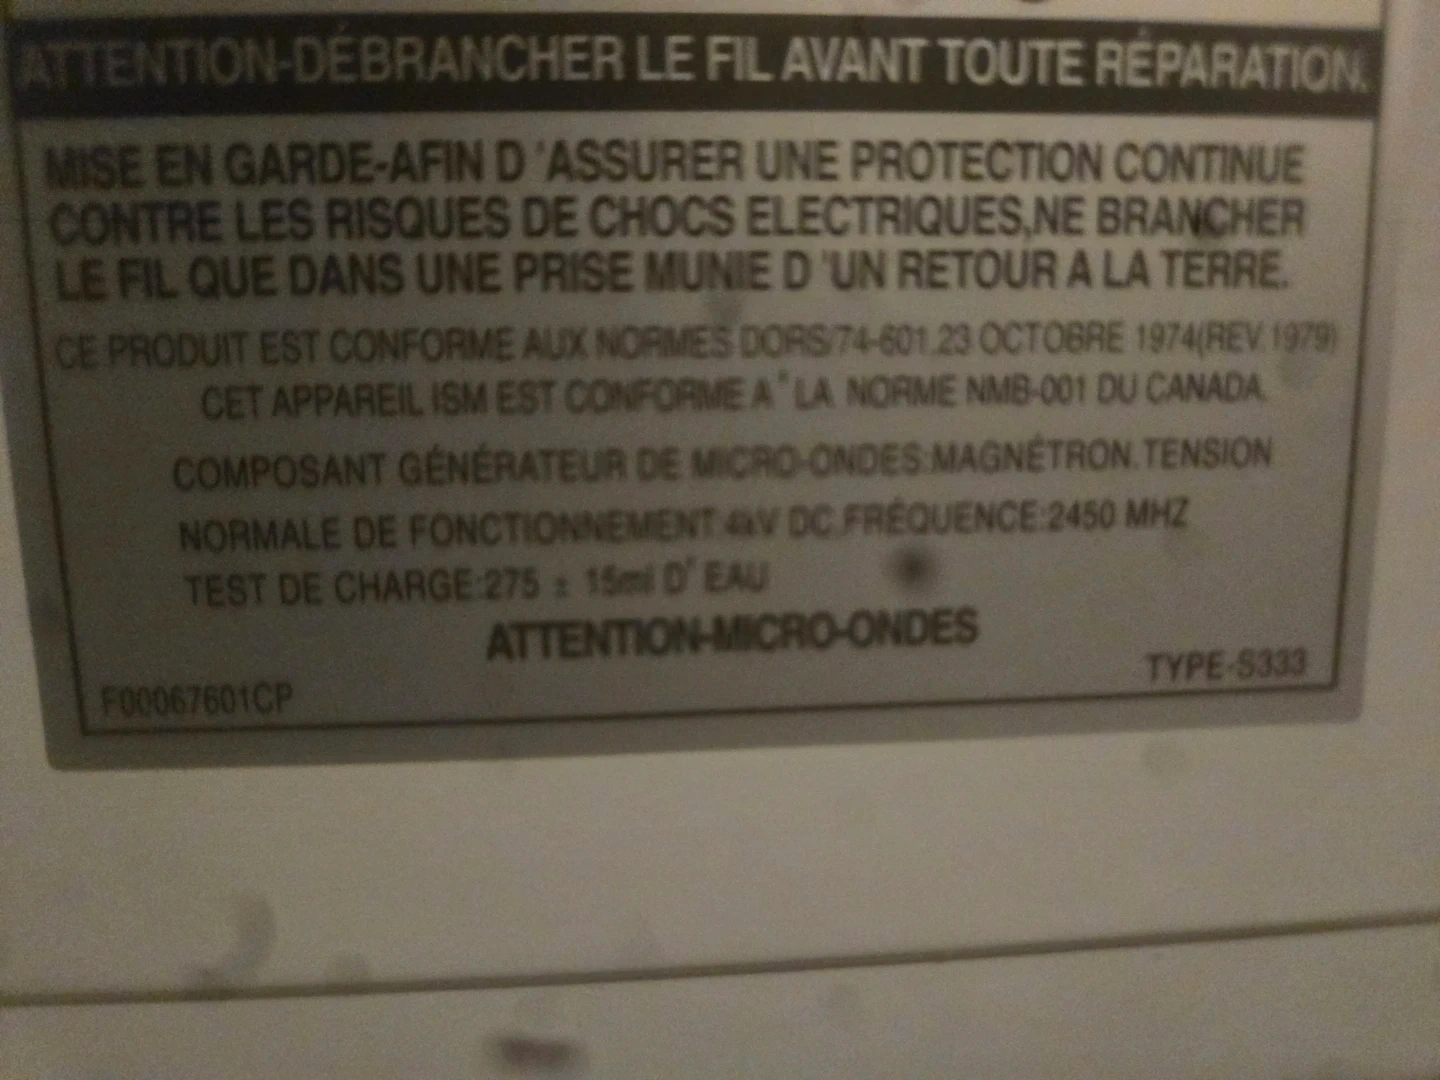 ATTENTION-DÉBRANCHER LE FIL AVANT TOUTE RÉPARATION.
MISE EN GARDE-AFIN D 'ASSURER UNE PROTECTION CONTINUE
CONTRE LES RISQUES DE CHOCS ELECTRIQUES,NE BRANCHER
LE FIL QUE DANS UNE PRISE MUNIE D 'UN RETOUR A LA TERRE.
CE PRODUIT EST CONFORME AUX NORMES DORS/74-601.23 OCTOBRE 1974(REV.1979)
CET APPAREIL ISM EST CONFORME A ' LA NORME NMB-001 DU CANADA.
COMPOSANT GÉNÉRATEUR DE MICRO-ONDES:MAGNÉTRON.TENSION
NORMALE DE FONCTIONNEMENT:4kV DC,FRÉQUENCE:2450 MHZ
TEST DE CHARGE:275 ± 15ml D' EAU
ATTENTION-MICRO-ONDES
TYPE-S333
F00067601CP